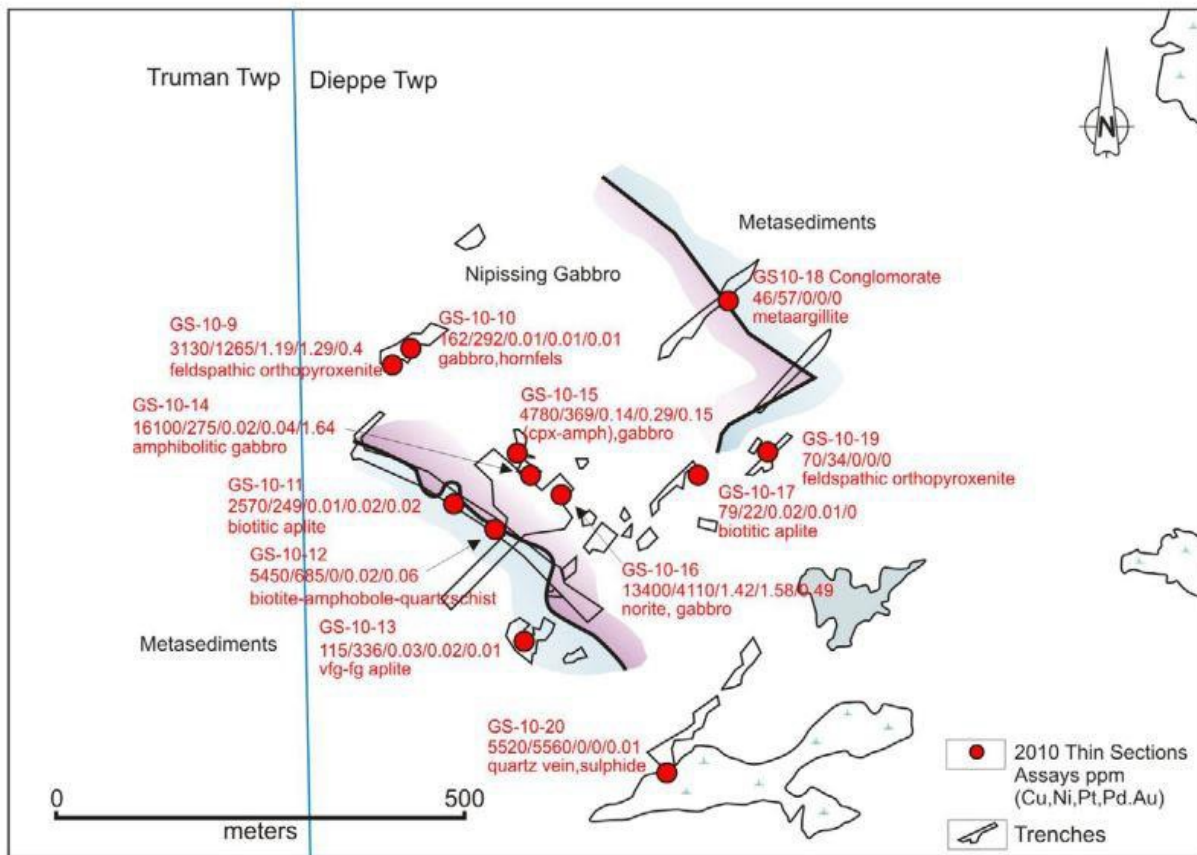 Truman Twp
Dieppe Twp
N
Metasediments
Nipissing Gabbro
GS10-18 Conglomorate
46/57/0/0/0
metaargillite
GS-10-9
3130/1265/1.19/1.29/0.4
feldspathic orthopyroxenite
GS-10-10
162/292/0.01/0.01/0.01
gabbro,hornfels
GS-10-14
16100/275/0.02/0.04/1.64
amphibolitic gabbro
GS-10-15
4780/369/0.14/0.29/0.15
(cpx-amph),gabbro
GS-10-19
70/34/0/0/0
feldspathic orthopyroxenite
GS-10-11
2570/249/0.01/0.02/0.02
biotitic aplite
GS-10-17
79/22/0.02/0.01/0
biotitic aplite
GS-10-12
5450/685/0/0.02/0.06
biotite-amphobole-quartzschist
GS-10-16
13400/4110/1.42/1.58/0.49
norite, gabbro
Metasediments
GS-10-13
115/336/0.03/0.02/0.01
vfg-fg aplite
GS-10-20
5520/5560/0/0/0.01
quartz vein,sulphide
0
500
meters
2010 Thin Sections
Assays ppm
(Cu,Ni,Pt,Pd.Au)
Trenches